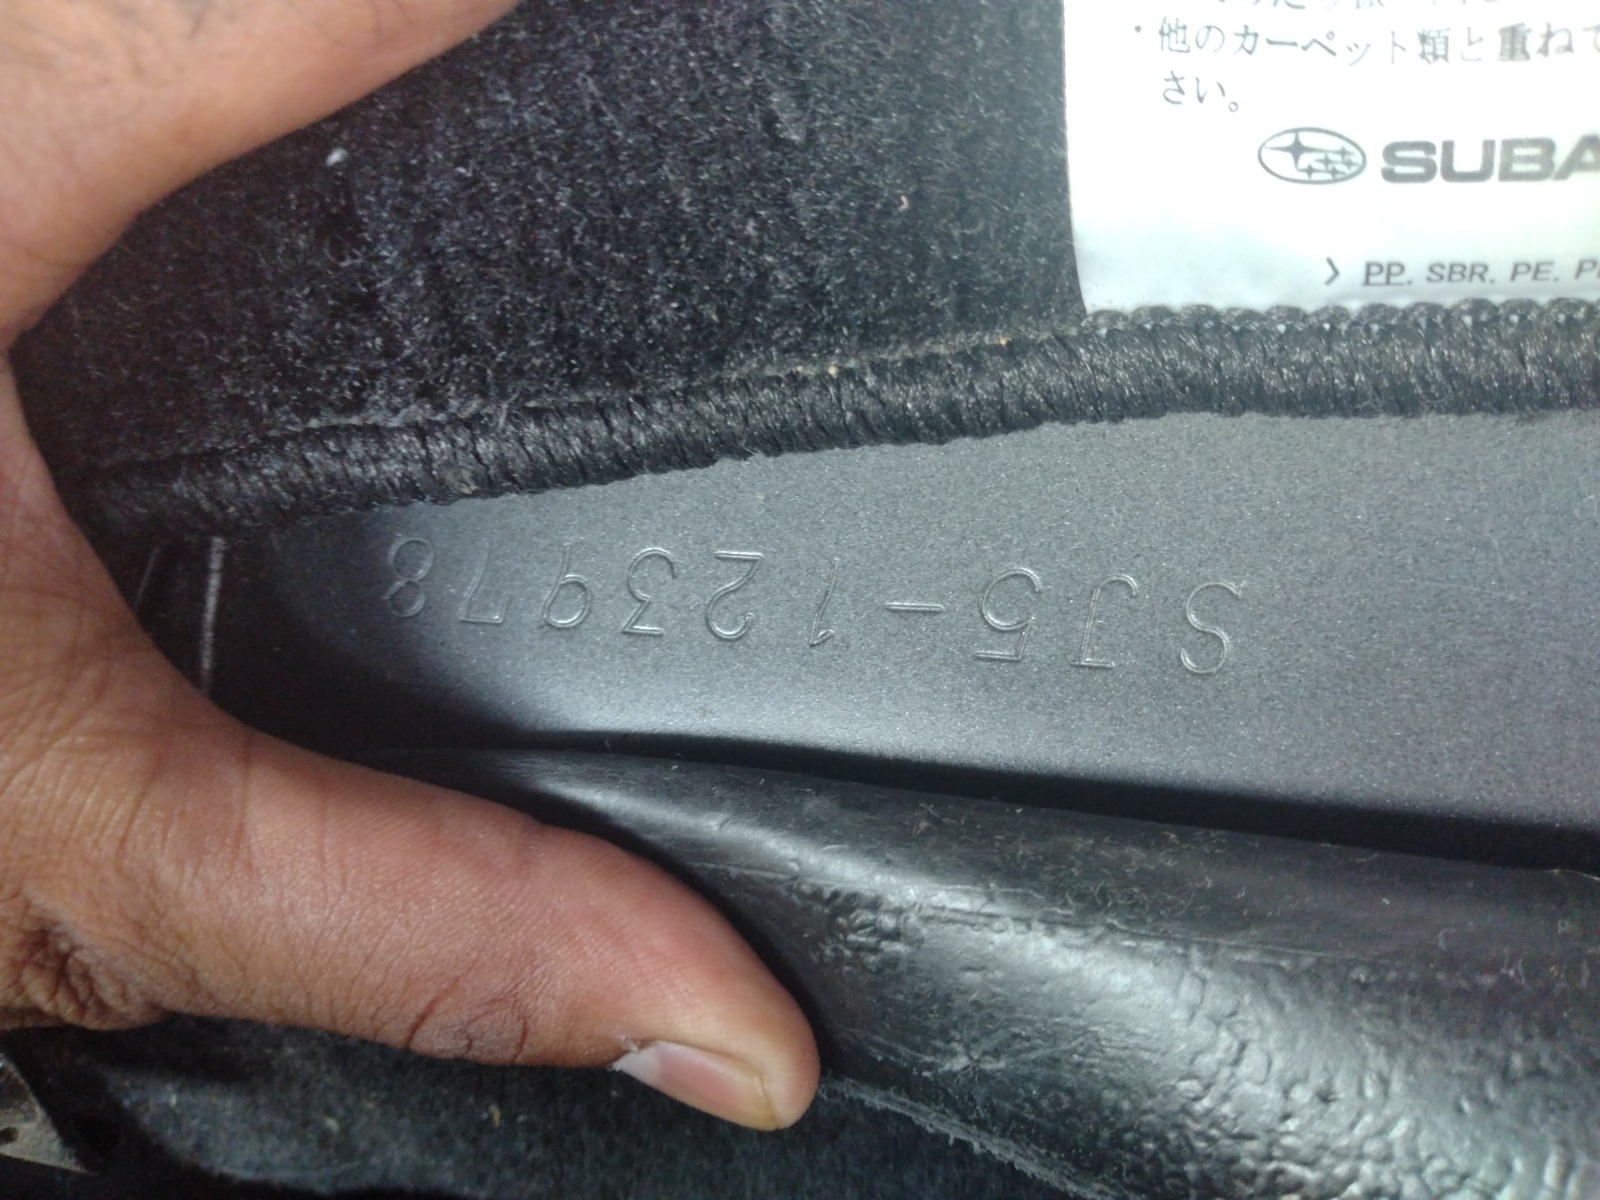 ・他のカーペット類と重ねて
さい。
SUBA
> PP. SBR. PE. P
SJ5-123978